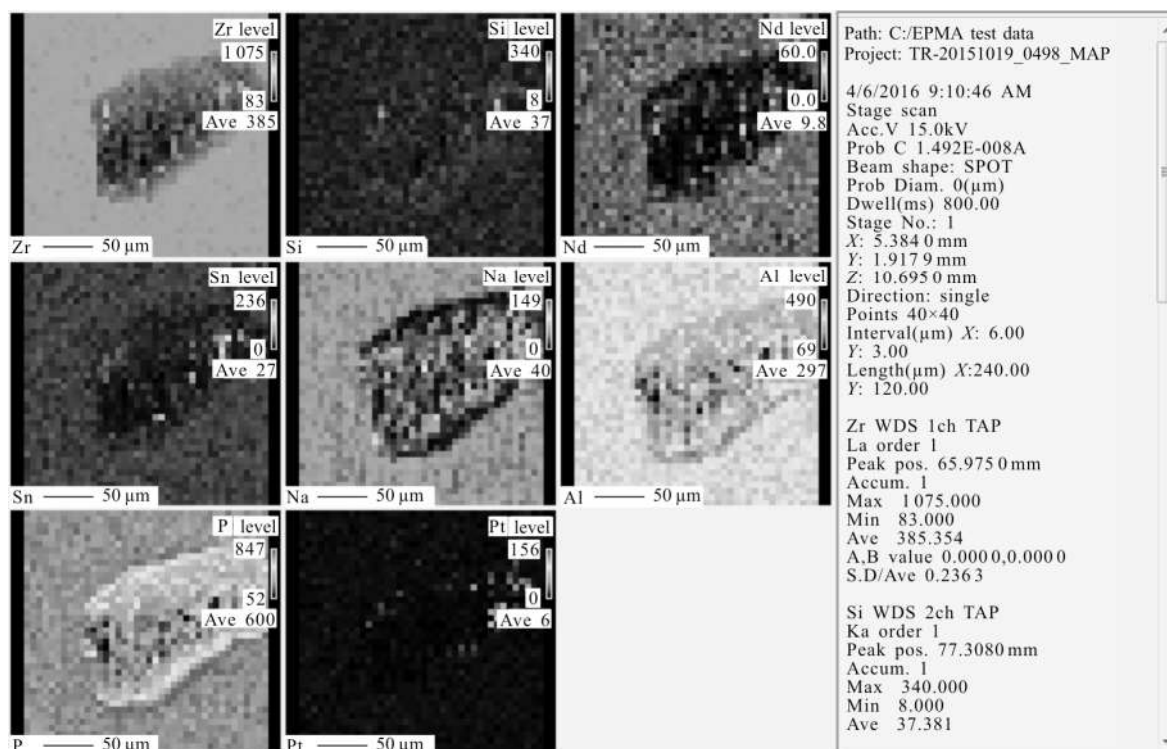 Zr level
1 075
83
Ave 385
Zr
50 µm
Si level
340
8
Ave 37
Si
50 µm
Nd level
60.0
0.0
Ave 9.8
Nd
50 µm
Sn level
236
0
Ave 27
Sn
50 µm
Na level
149
0
Ave 40
Na
50 µm
Al level
490
69
Ave 297
Al
50 µm
P level
847
52
Ave 600
P
50 µm
Pt level
156
0
Ave 6
Pt
50 µm
Path: C:/EPMA test data
Project: TR-20151019_0498_MAP
4/6/2016 9:10:46 AM
Stage scan
Acc.V 15.0kV
Prob C 1.492E-008A
Beam shape: SPOT
Prob Diam. 0(µm)
Dwell(ms) 800.00
Stage No.: 1
X: 5.384 0 mm
Y: 1.917 9 mm
Z: 10.695 0 mm
Direction: single
Points 40×40
Interval(µm) X: 6.00
Y: 3.00
Length(µm) X:240.00
Y: 120.00
Zr WDS 1ch TAP
La order 1
Peak pos. 65.975 0 mm
Accum. 1
Max 1 075.000
Min 83.000
Ave 385.354
A,B value 0.000 0,0.000 0
S.D/Ave 0.236 3
Si WDS 2ch TAP
Ka order 1
Peak pos. 77.308 0 mm
Accum. 1
Max 340.000
Min 8.000
Ave 37.381